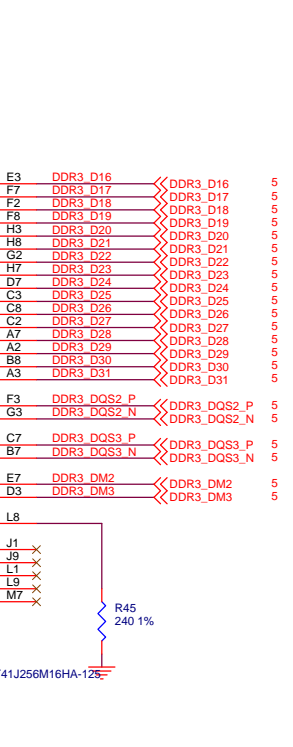 E3 DDR3_D16 DDR3_D16 5
F7 DDR3_D17 DDR3_D17 5
F2 DDR3_D18 DDR3_D18 5
F8 DDR3_D19 DDR3_D19 5
H3 DDR3_D20 DDR3_D20 5
H8 DDR3_D21 DDR3_D21 5
G2 DDR3_D22 DDR3_D22 5
H7 DDR3_D23 DDR3_D23 5
D7 DDR3_D24 DDR3_D24 5
C3 DDR3_D25 DDR3_D25 5
C8 DDR3_D26 DDR3_D26 5
C2 DDR3_D27 DDR3_D27 5
A7 DDR3_D28 DDR3_D28 5
A2 DDR3_D29 DDR3_D29 5
B8 DDR3_D30 DDR3_D30 5
A3 DDR3_D31 DDR3_D31 5
F3 DDR3_DQS2_P DDR3_DQS2_P 5
G3 DDR3_DQS2_N DDR3_DQS2_N 5
C7 DDR3_DQS3_P DDR3_DQS3_P 5
B7 DDR3_DQS3_N DDR3_DQS3_N 5
E7 DDR3_DM2 DDR3_DM2 5
D3 DDR3_DM3 DDR3_DM3 5
L8
J1
J9
L1
L9
M7
R45
240 1%
41J256M16HA-125